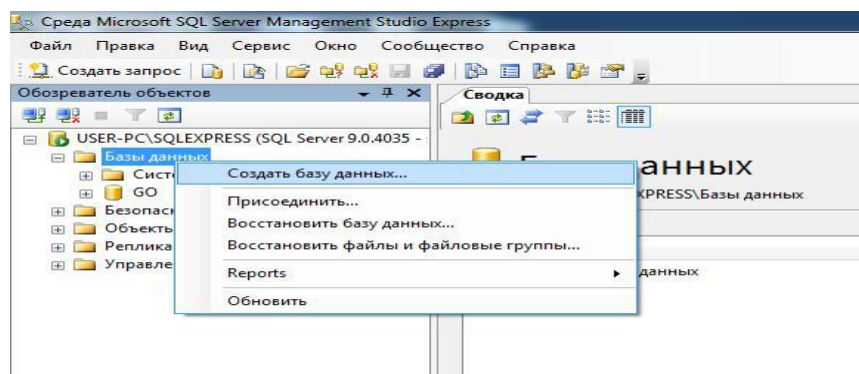 Среда Microsoft SQL Server Management Studio Express
Файл Правка Вид Сервис Окно Сообщество Справка
Создать запрос
Обозреватель объектов
Сводка
USER-PC\SQLEXPRESS (SQL Server 9.0.4035 -
Базы данных
GO
Создать базу данных...
Присоединить...
Восстановить базу данных...
Восстановить файлы и файловые группы...
Reports
Обновить
анных
XPRESS\Базы данных
данных